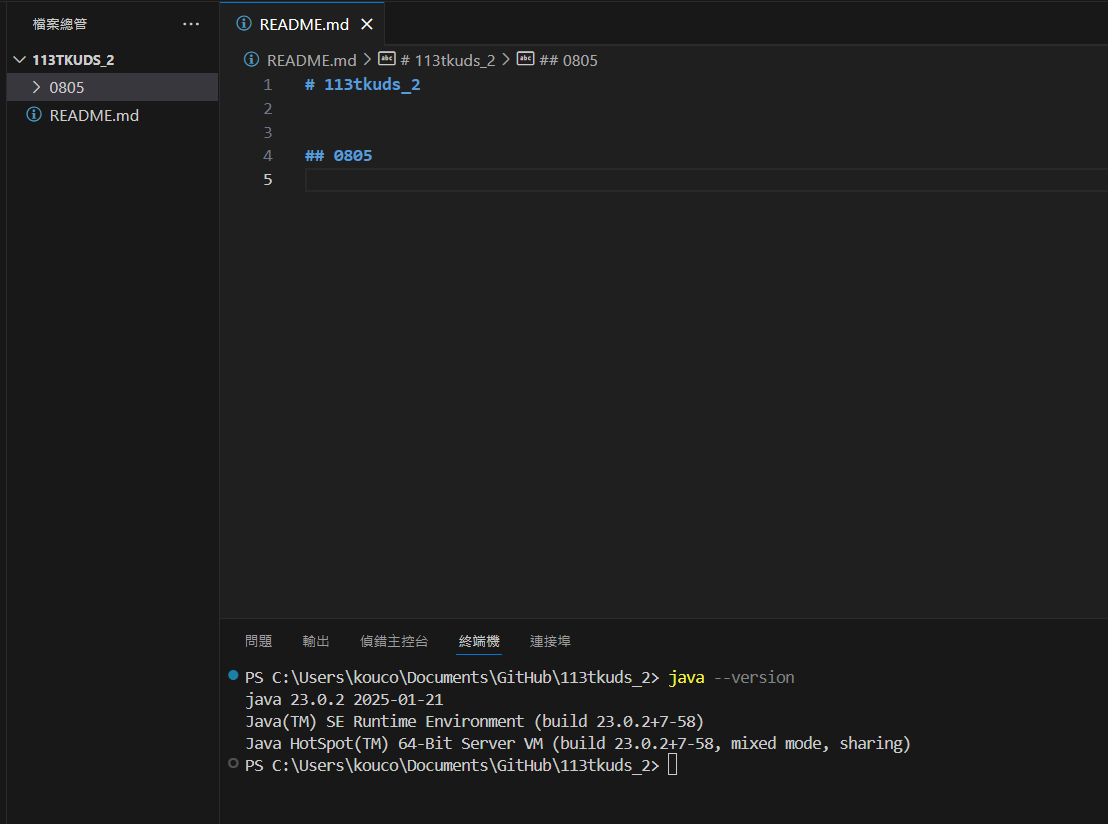 檔案總管 ···
113TKUDS_2
0805
README.md
README.md
README.md > # 113tkuds_2 > ## 0805
1 # 113tkuds_2
2
3
4 ## 0805
5
問題 輸出 偵錯主控台 終端機 連接埠
PS C:\Users\kouco\Documents\GitHub\113tkuds_2> java --version
java 23.0.2 2025-01-21
Java(TM) SE Runtime Environment (build 23.0.2+7-58)
Java HotSpot(TM) 64-Bit Server VM (build 23.0.2+7-58, mixed mode, sharing)
PS C:\Users\kouco\Documents\GitHub\113tkuds_2>